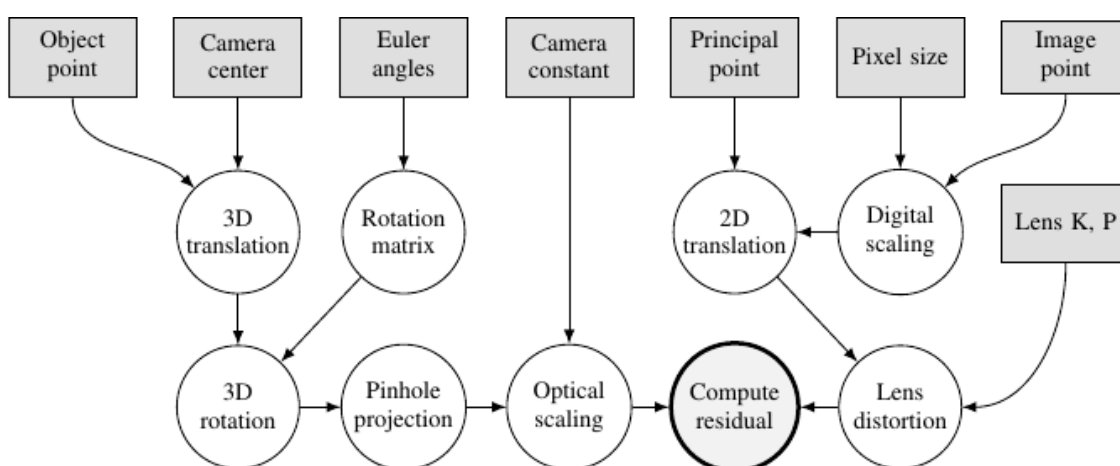 Object
point
Camera
center
Euler
angles
Camera
constant
Principal
point
Pixel size
Image
point
3D
translation
Rotation
matrix
2D
translation
Digital
scaling
Lens K, P
3D
rotation
Pinhole
projection
Optical
scaling
Compute
residual
Lens
distortion